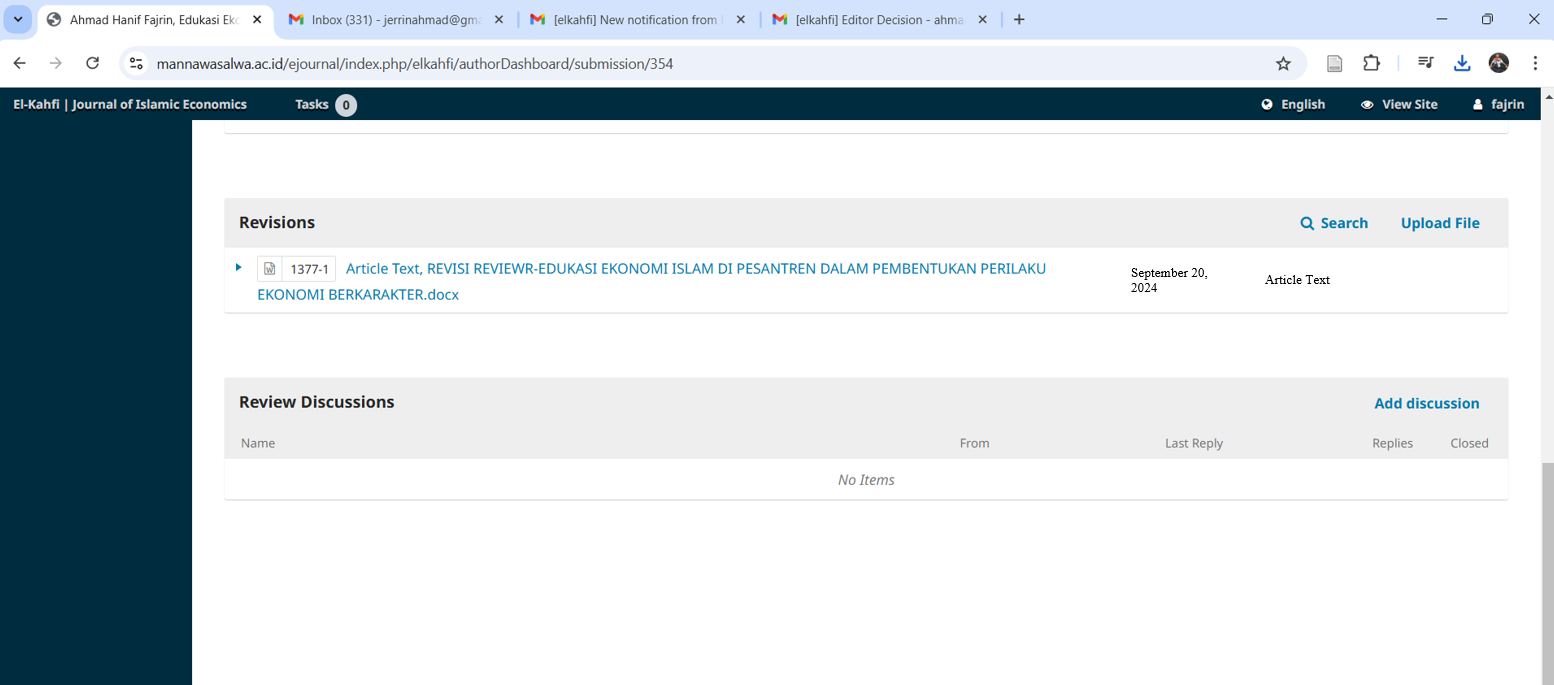 Ahmad Hanif Fajrin, Edukasi Eko
Inbox (331) - jerrinahmad@gma
[elkahfi] New notification from
[elkahfi] Editor Decision - ahma
mannawasalwa.ac.id/ejournal/index.php/elkahfi/authorDashboard/submission/354
El-Kahfi | Journal of Islamic Economics Tasks 0 English View Site fajrin
Revisions Search Upload File
1377-1 Article Text, REVISI REVIEWR-EDUKASI EKONOMI ISLAM DI PESANTREN DALAM PEMBENTUKAN PERILAKU
EKONOMI BERKARAKTER.docx
September 20,
2024
Article Text
Review Discussions Add discussion
Name From Last Reply Replies Closed
No Items